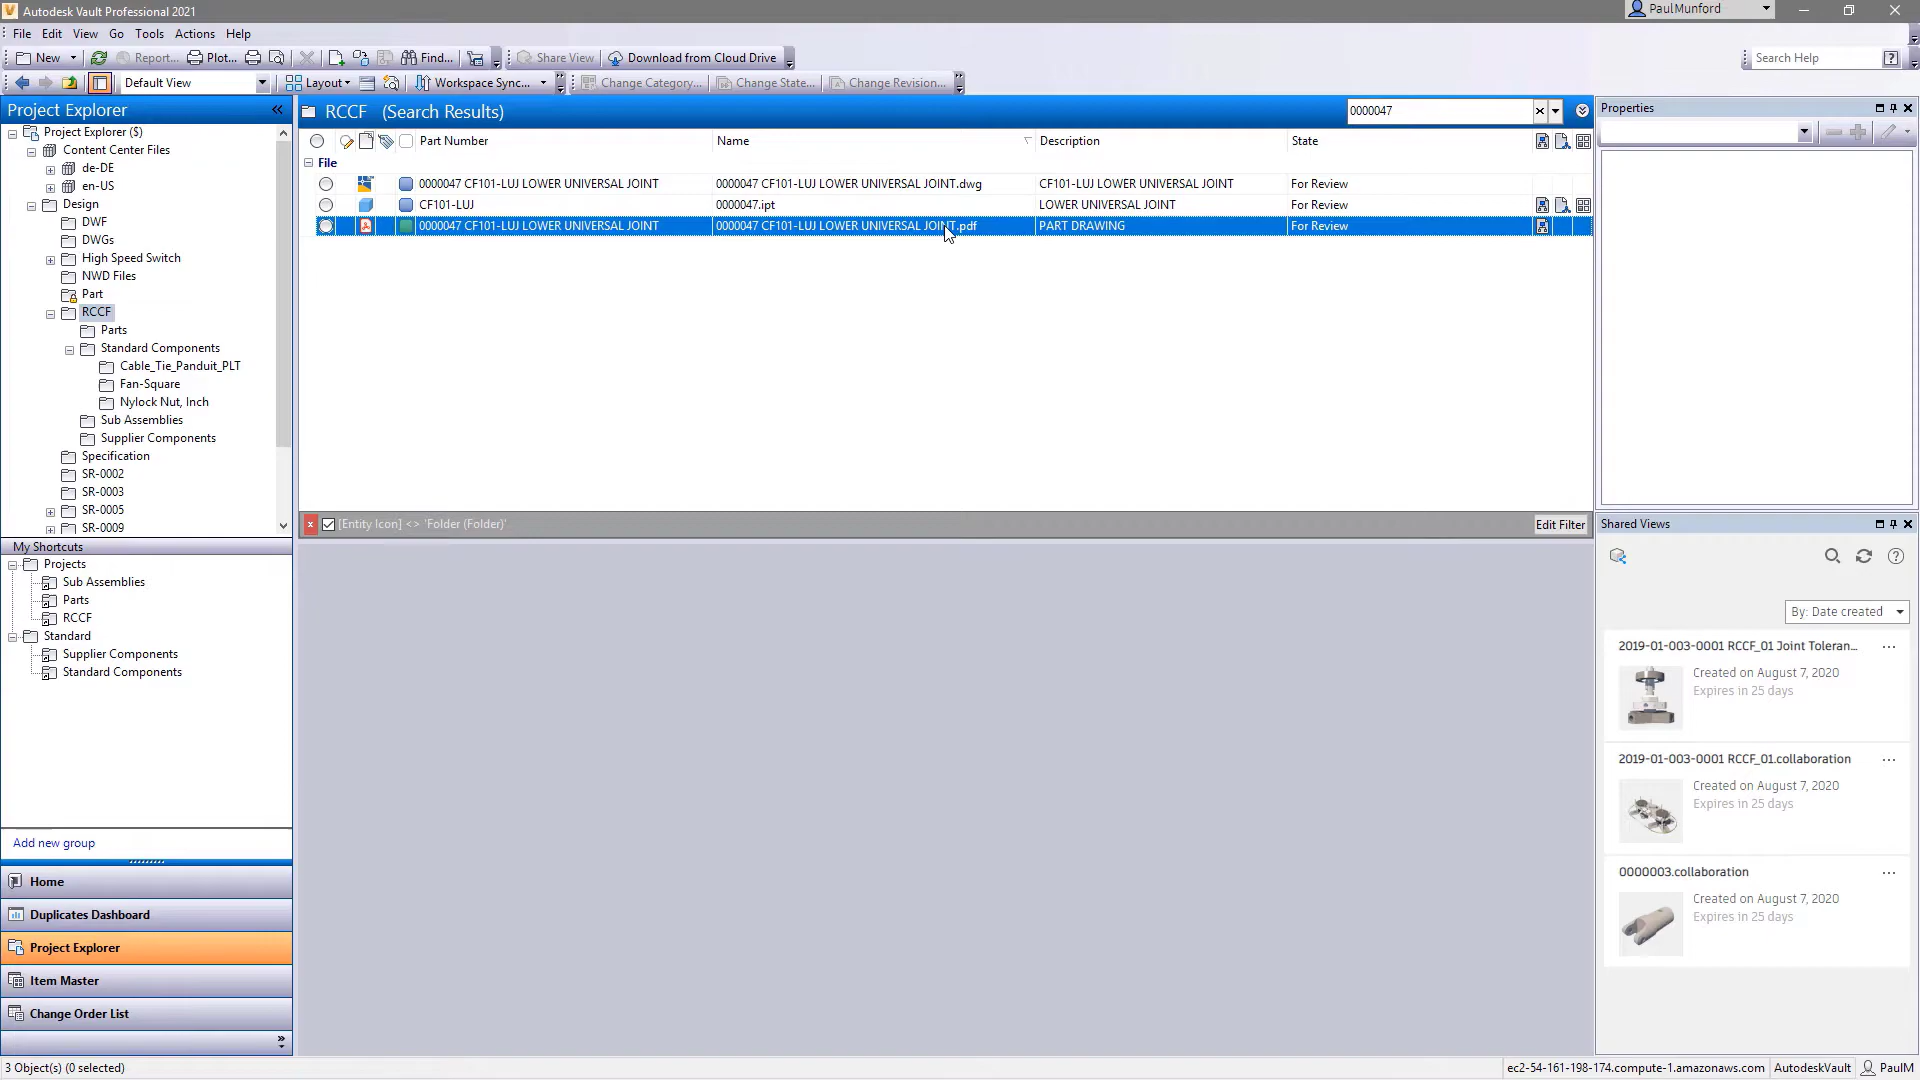 Autodesk Vault Professional 2021
PaulMunford
File Edit View Go Tools Actions Help
New Report... Plot... Find... Share View Download from Cloud Drive
Search Help
Default View Layout Workspace Sync... Change Category... Change State... Change Revision...
Project Explorer
Project Explorer ($)
Content Center Files
de-DE
en-US
Design
DWF
DWGs
High Speed Switch
NWD Files
Part
RCCF
Parts
Standard Components
Cable_Tie_Panduit_PLT
Fan-Square
Nylock Nut, Inch
Sub Assemblies
Supplier Components
Specification
SR-0002
SR-0003
SR-0005
SR-0009
My Shortcuts
Projects
Sub Assemblies
Parts
RCCF
Standard
Supplier Components
Standard Components
Add new group
Home
Duplicates Dashboard
Project Explorer
Item Master
Change Order List
RCCF (Search Results)
0000047
Part Number Name Description State
File
0000047 CF101-LUJ LOWER UNIVERSAL JOINT 0000047 CF101-LUJ LOWER UNIVERSAL JOINT.dwg CF101-LUJ LOWER UNIVERSAL JOINT For Review
CF101-LUJ 0000047.ipt LOWER UNIVERSAL JOINT For Review
0000047 CF101-LUJ LOWER UNIVERSAL JOINT 0000047 CF101-LUJ LOWER UNIVERSAL JOINT.pdf PART DRAWING For Review
[Entity Icon] <> 'Folder (Folder)'
Edit Filter
Properties
Shared Views
By: Date created
2019-01-003-0001 RCCF_01 Joint Toleran...
Created on August 7, 2020
Expires in 25 days
2019-01-003-0001 RCCF_01.collaboration
Created on August 7, 2020
Expires in 25 days
0000003.collaboration
Created on August 7, 2020
Expires in 25 days
3 Object(s) (0 selected)
ec2-54-161-198-174.compute-1.amazonaws.com AutodeskVault PaulM